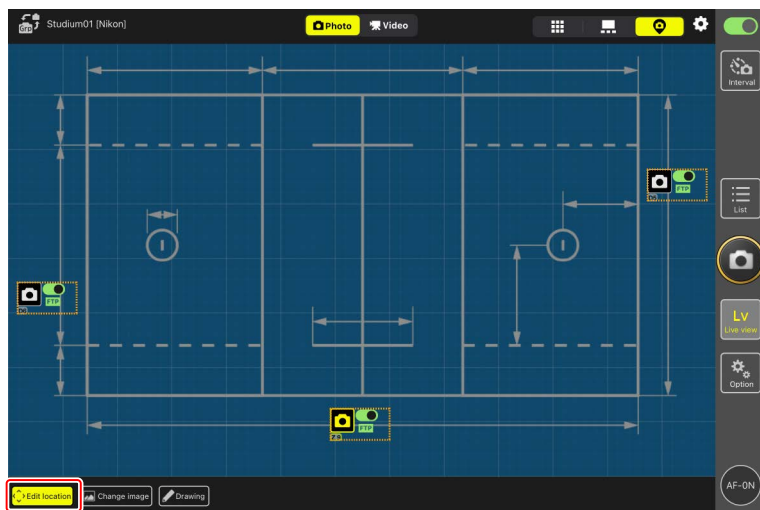 Grp
Studium01 [Nikon]
Photo
Video
Interval
List
FTP
FTP
FTP
Lv
Live view
Option
Edit location
Change image
Drawing
AF-ON